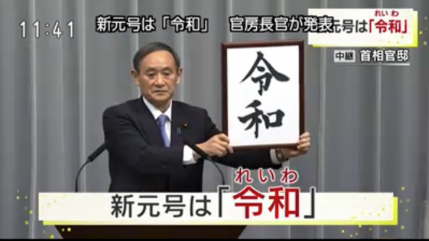 11:41
新元号は「令和」 官房長官が発表
れいわ
元号は「令和」
中継 首相官邸
令和
れいわ
新元号は「令和」